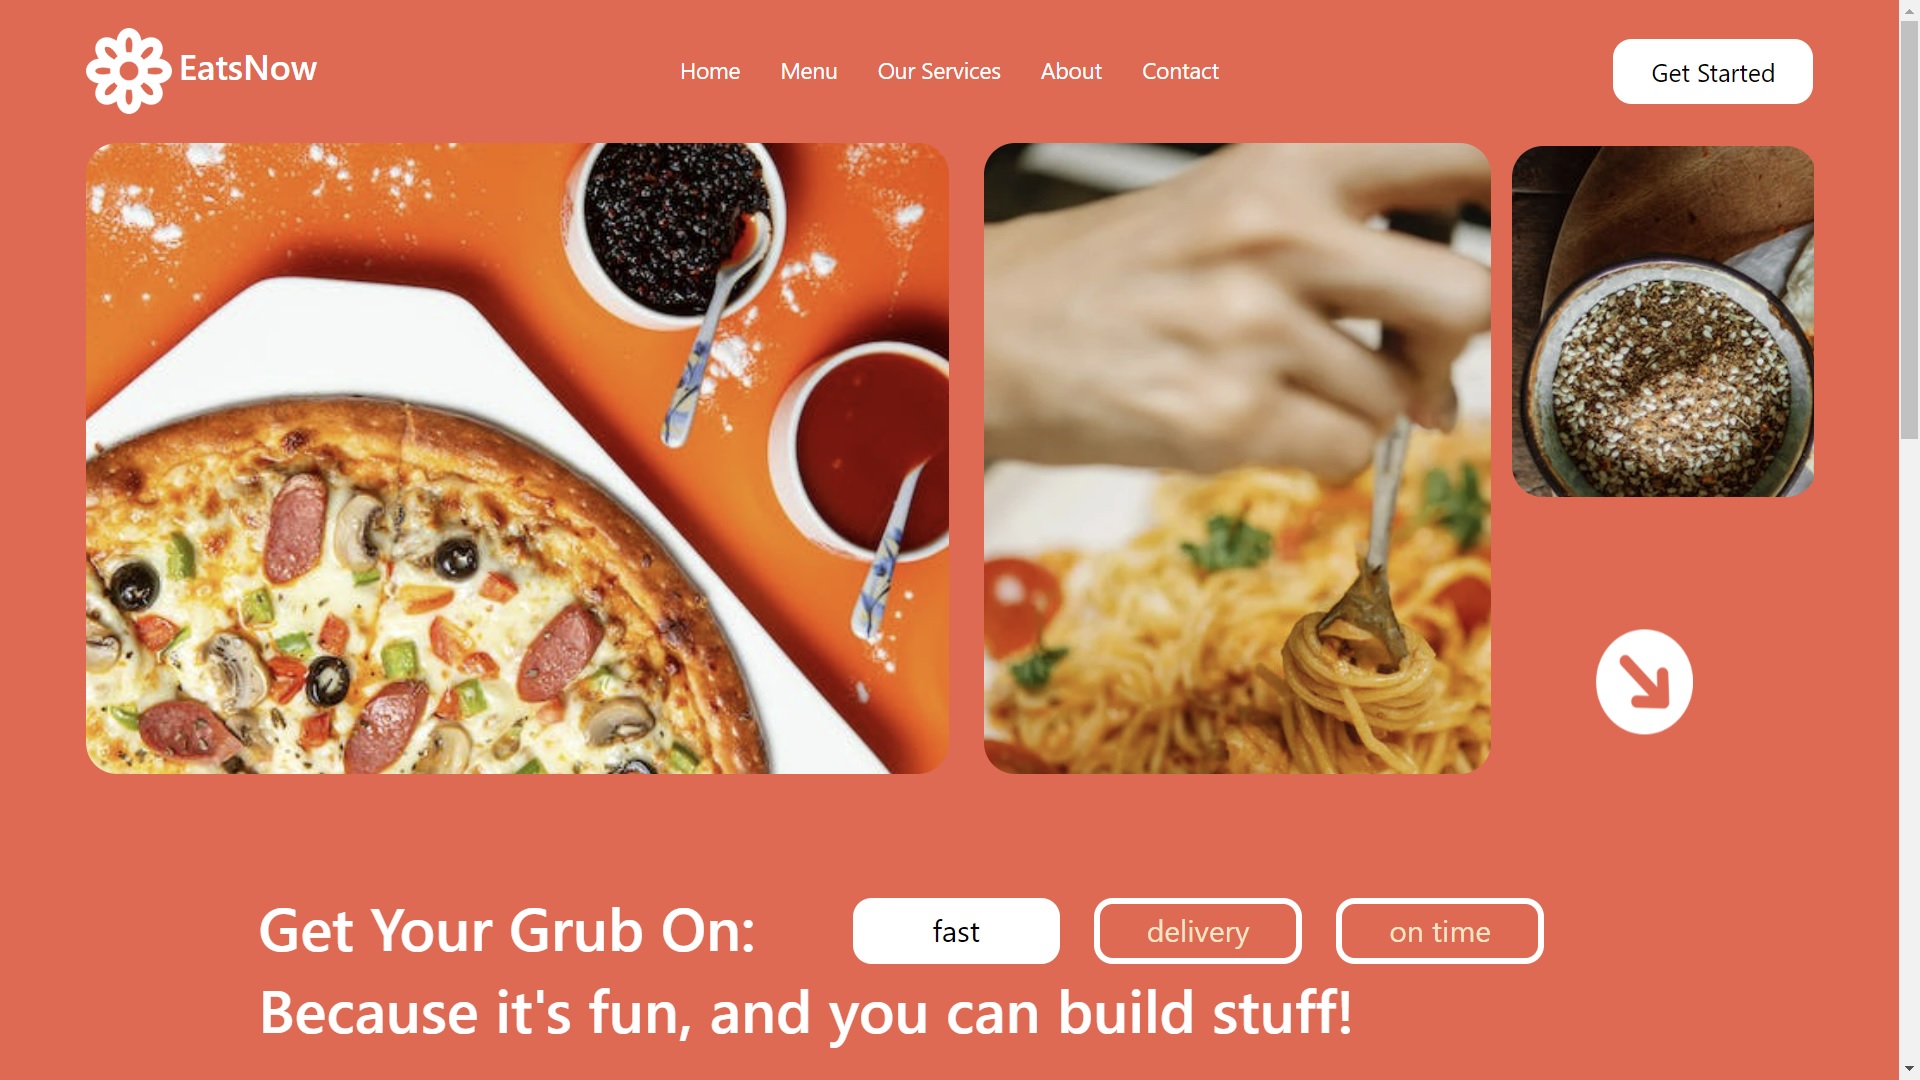 EatsNow
Home Menu Our Services About Contact
Get Started
Get Your Grub On:
fast
delivery
on time
Because it's fun, and you can build stuff!